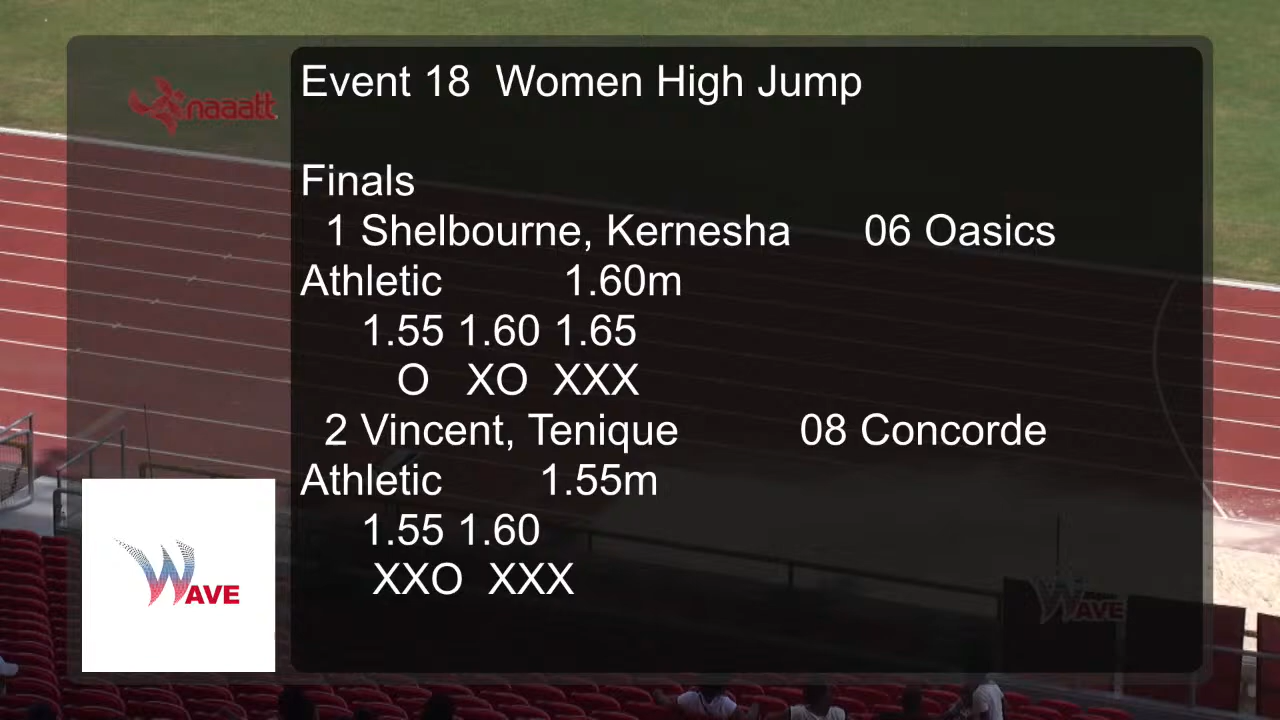 naaatt
Event 18 Women High Jump
Finals
1 Shelbourne, Kernesha 06 Oasics
Athletic 1.60m
1.55 1.60 1.65
O XO XXX
2 Vincent, Tenique 08 Concorde
Athletic 1.55m
1.55 1.60
XXO XXX
WAVE
WAVE